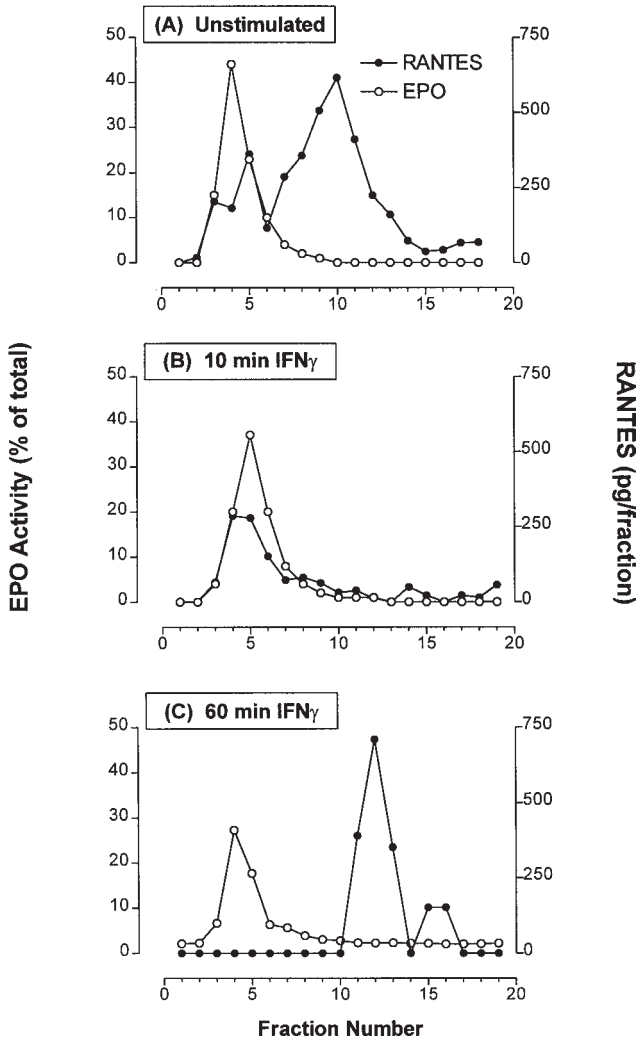 (A) Unstimulated
50
40
30
20
10
0
750
500
250
0
RANTES
EPO
0 5 10 15 20
(B) 10 min IFNγ
50
40
30
20
10
0
750
500
250
0
0 5 10 15 20
(C) 60 min IFNγ
50
40
30
20
10
0
750
500
250
0
0 5 10 15 20
Fraction Number
EPO Activity (% of total)
RANTES (pg/fraction)